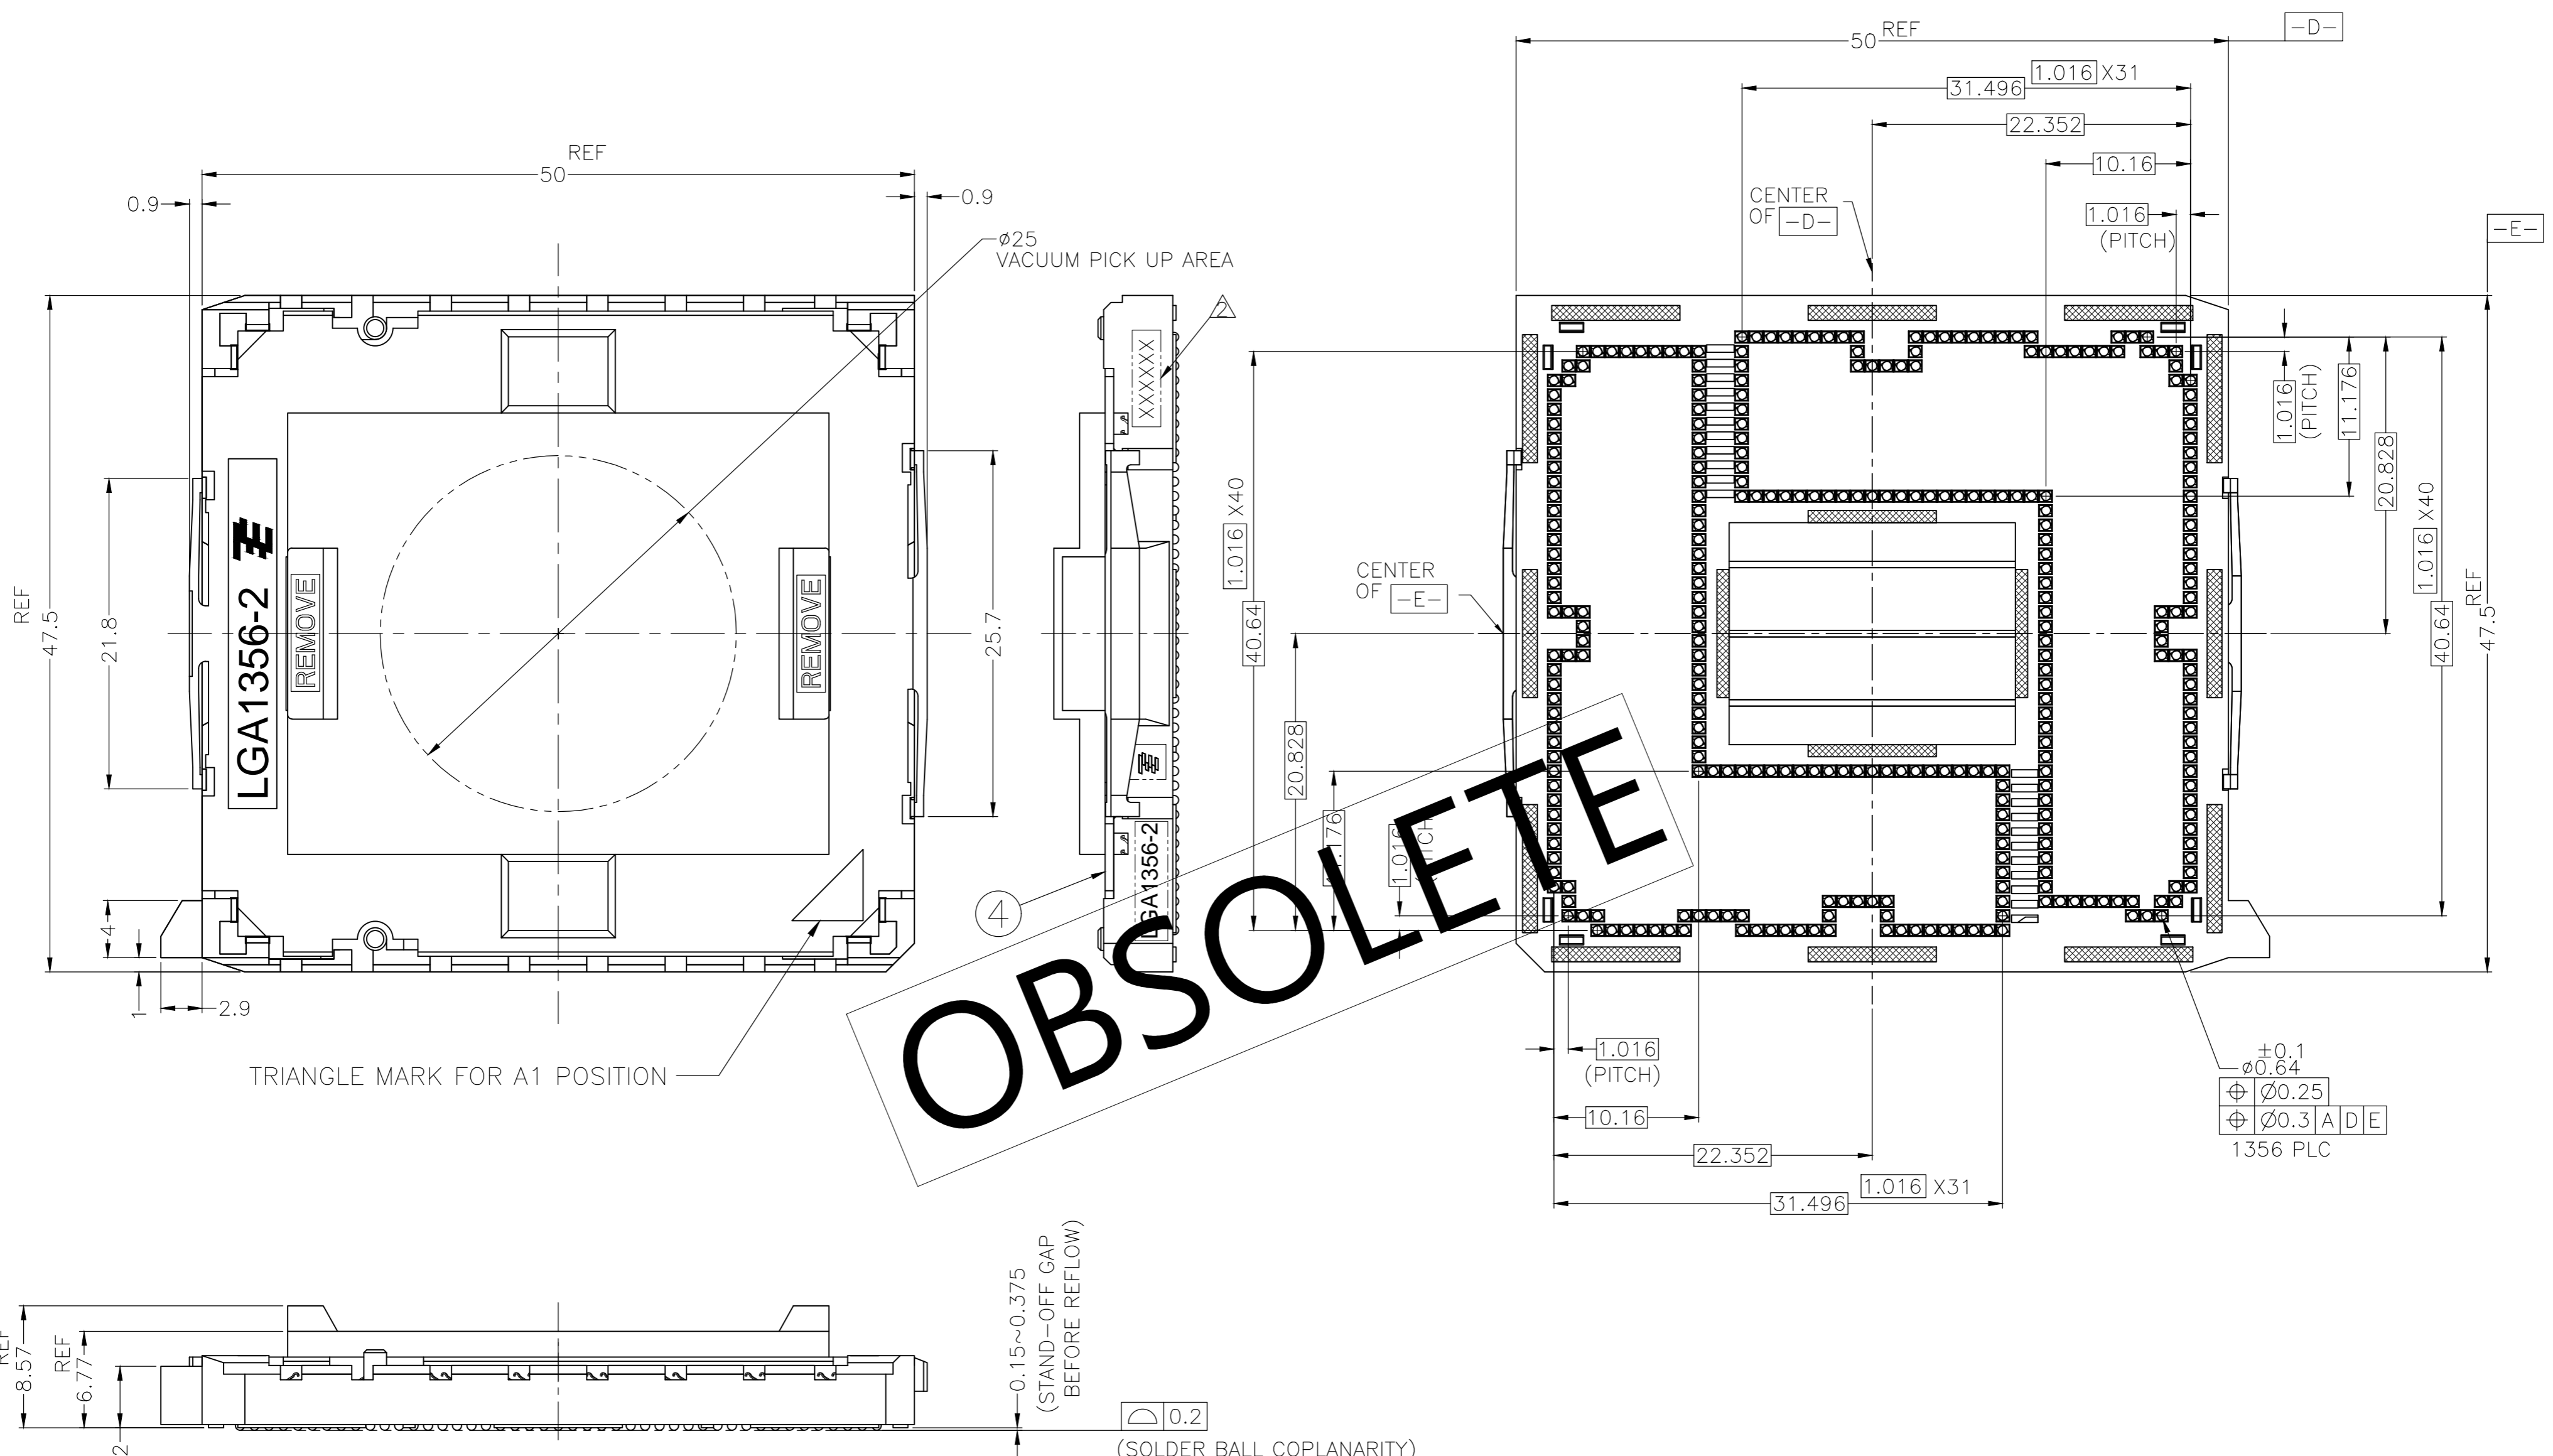 REF
50
0.9
0.9
ø25
VACUUM PICK UP AREA
REF
47.5
21.8
25.7
LGA1356-2 TE
REMOVE
REMOVE
4
1
2.9
TRIANGLE MARK FOR A1 POSITION
2
XXXXXX
TE
LGA1356-2
4
50 REF
-D-
1.016 X31
31.496
22.352
10.16
CENTER
OF -D-
1.016
(PITCH)
-E-
1.016 X40
40.64
CENTER
OF -E-
20.828
1.016
1.016
(PITCH)
11.176
20.828
1.016 X40
40.64
REF
47.5
OBSOLETE
1.016
(PITCH)
10.16
22.352
1.016 X31
31.496
±0.1
ø0.64
⌖ Ø0.25
⌖ Ø0.3 A D E
1356 PLC
REF
8.57
REF
6.77
0.15~0.375
(STAND-OFF GAP
BEFORE REFLOW)
⌓ 0.2
(SOLDER BALL COPLANARITY)